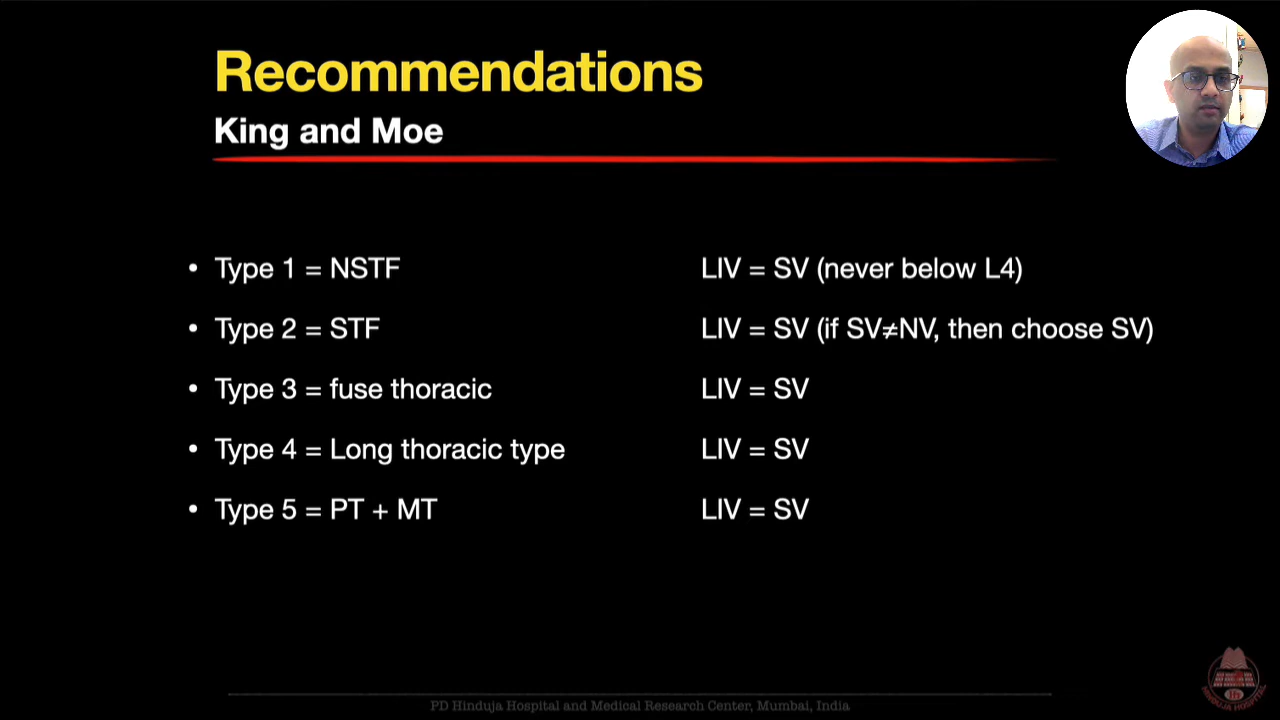 Recommendations
King and Moe
• Type 1 = NSTF LIV = SV (never below L4)
• Type 2 = STF LIV = SV (if SV≠NV, then choose SV)
• Type 3 = fuse thoracic LIV = SV
• Type 4 = Long thoracic type LIV = SV
• Type 5 = PT + MT LIV = SV
PD Hinduja Hospital and Medical Research Center, Mumbai, India